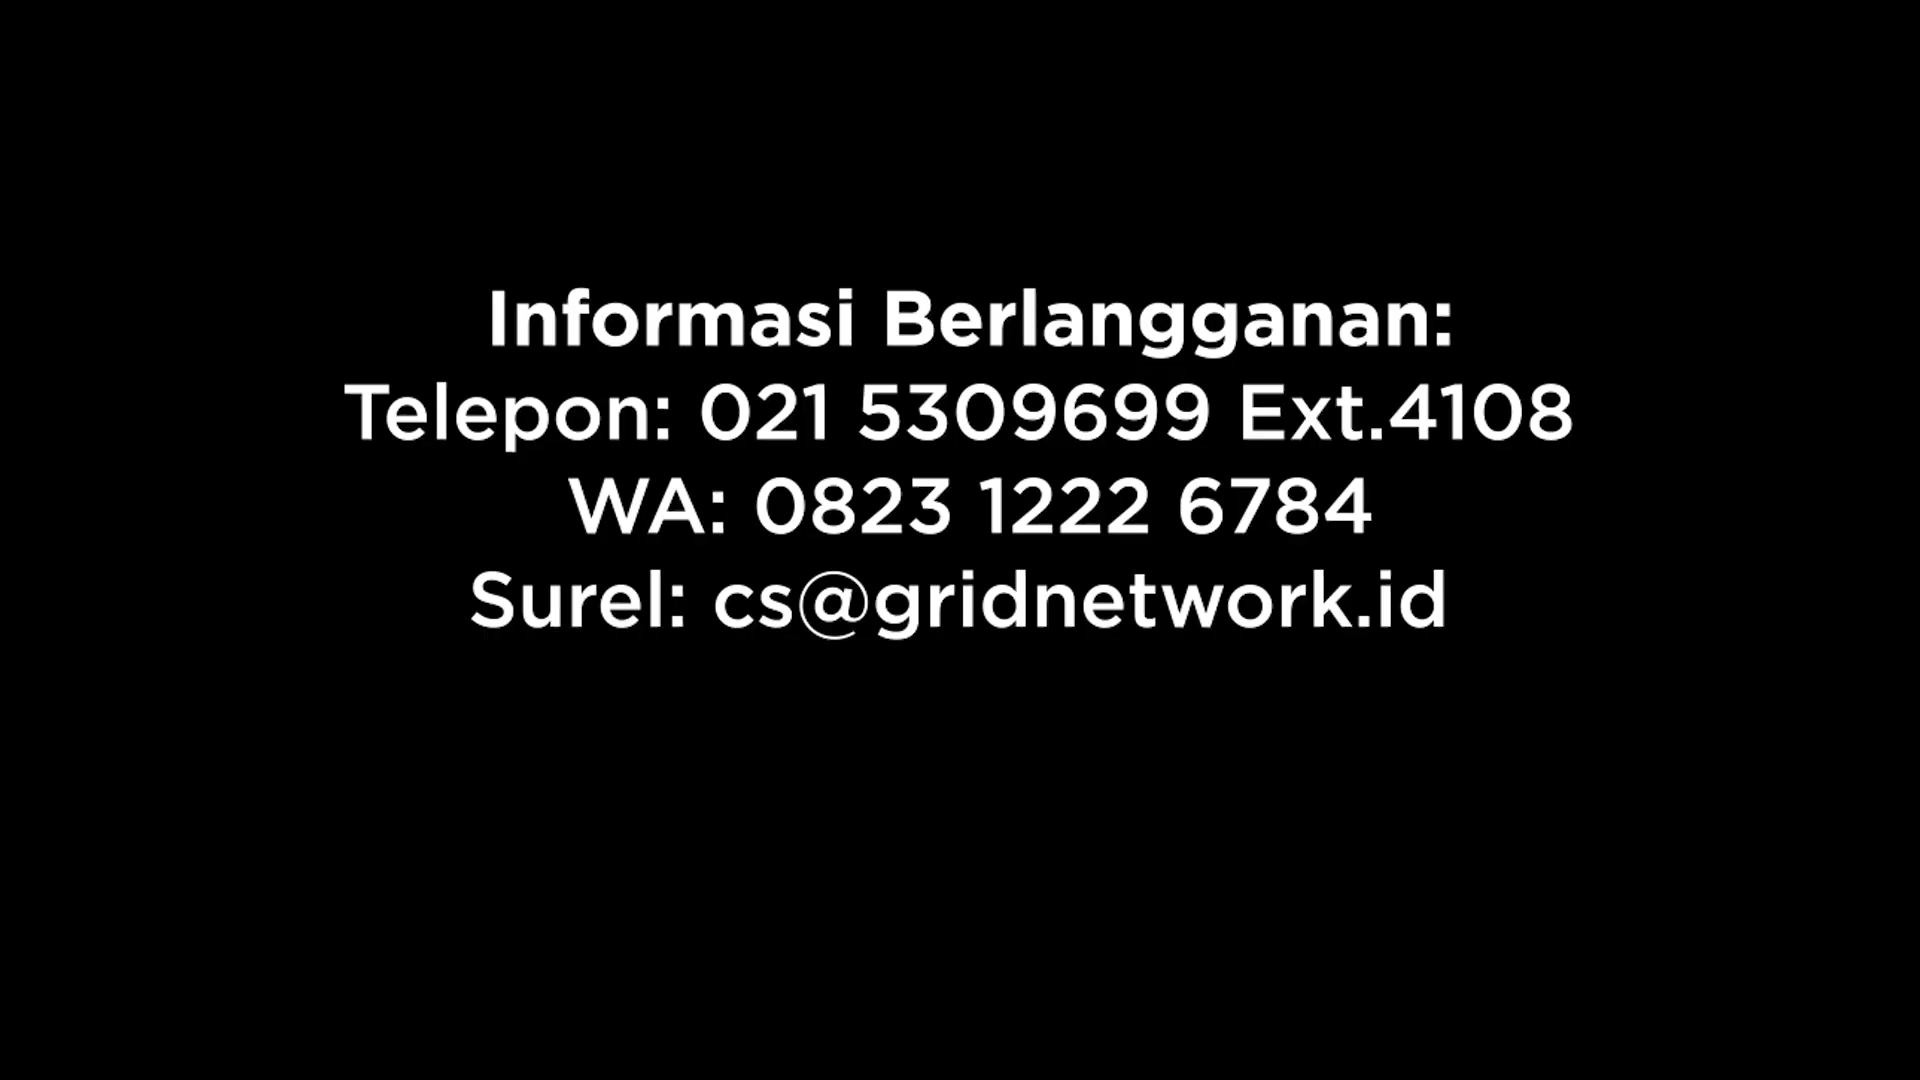 Informasi Berlangganan:
Telepon: 021 5309699 Ext.4108
WA: 0823 1222 6784
Surel: cs@gridnetwork.id